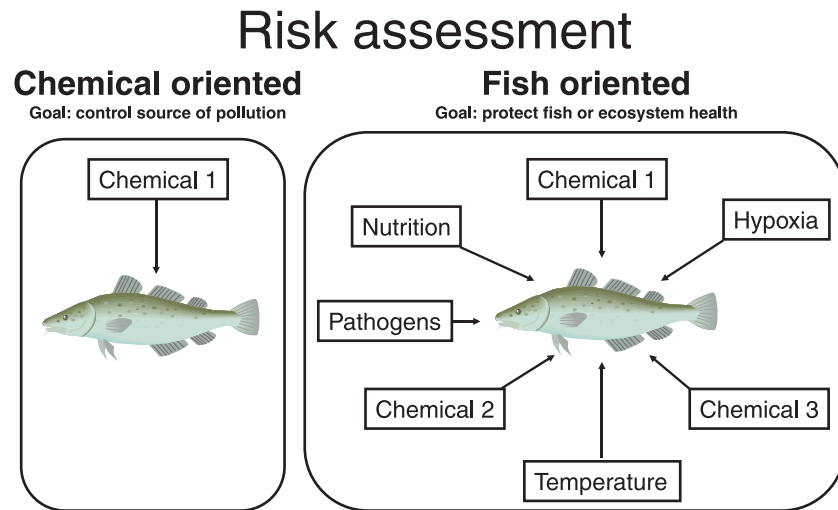 Risk assessment
Chemical oriented
Goal: control source of pollution
Chemical 1
Fish oriented
Goal: protect fish or ecosystem health
Chemical 1
Nutrition
Hypoxia
Pathogens
Chemical 2
Chemical 3
Temperature